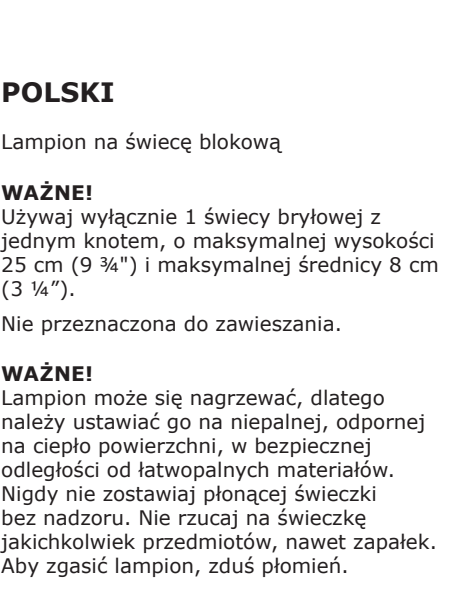 POLSKI
Lampion na świecę blokową
WAŻNE!
Używaj wyłącznie 1 świecy bryłowej z
jednym knotem, o maksymalnej wysokości
25 cm (9 ¾") i maksymalnej średnicy 8 cm
(3 ¼”).
Nie przeznaczona do zawieszania.
WAŻNE!
Lampion może się nagrzewać, dlatego
należy ustawiać go na niepalnej, odpornej
na ciepło powierzchni, w bezpiecznej
odległości od łatwopalnych materiałów.
Nigdy nie zostawiaj płonącej świeczki
bez nadzoru. Nie rzucaj na świeczkę
jakichkolwiek przedmiotów, nawet zapałek.
Aby zgasić lampion, zduś płomień.